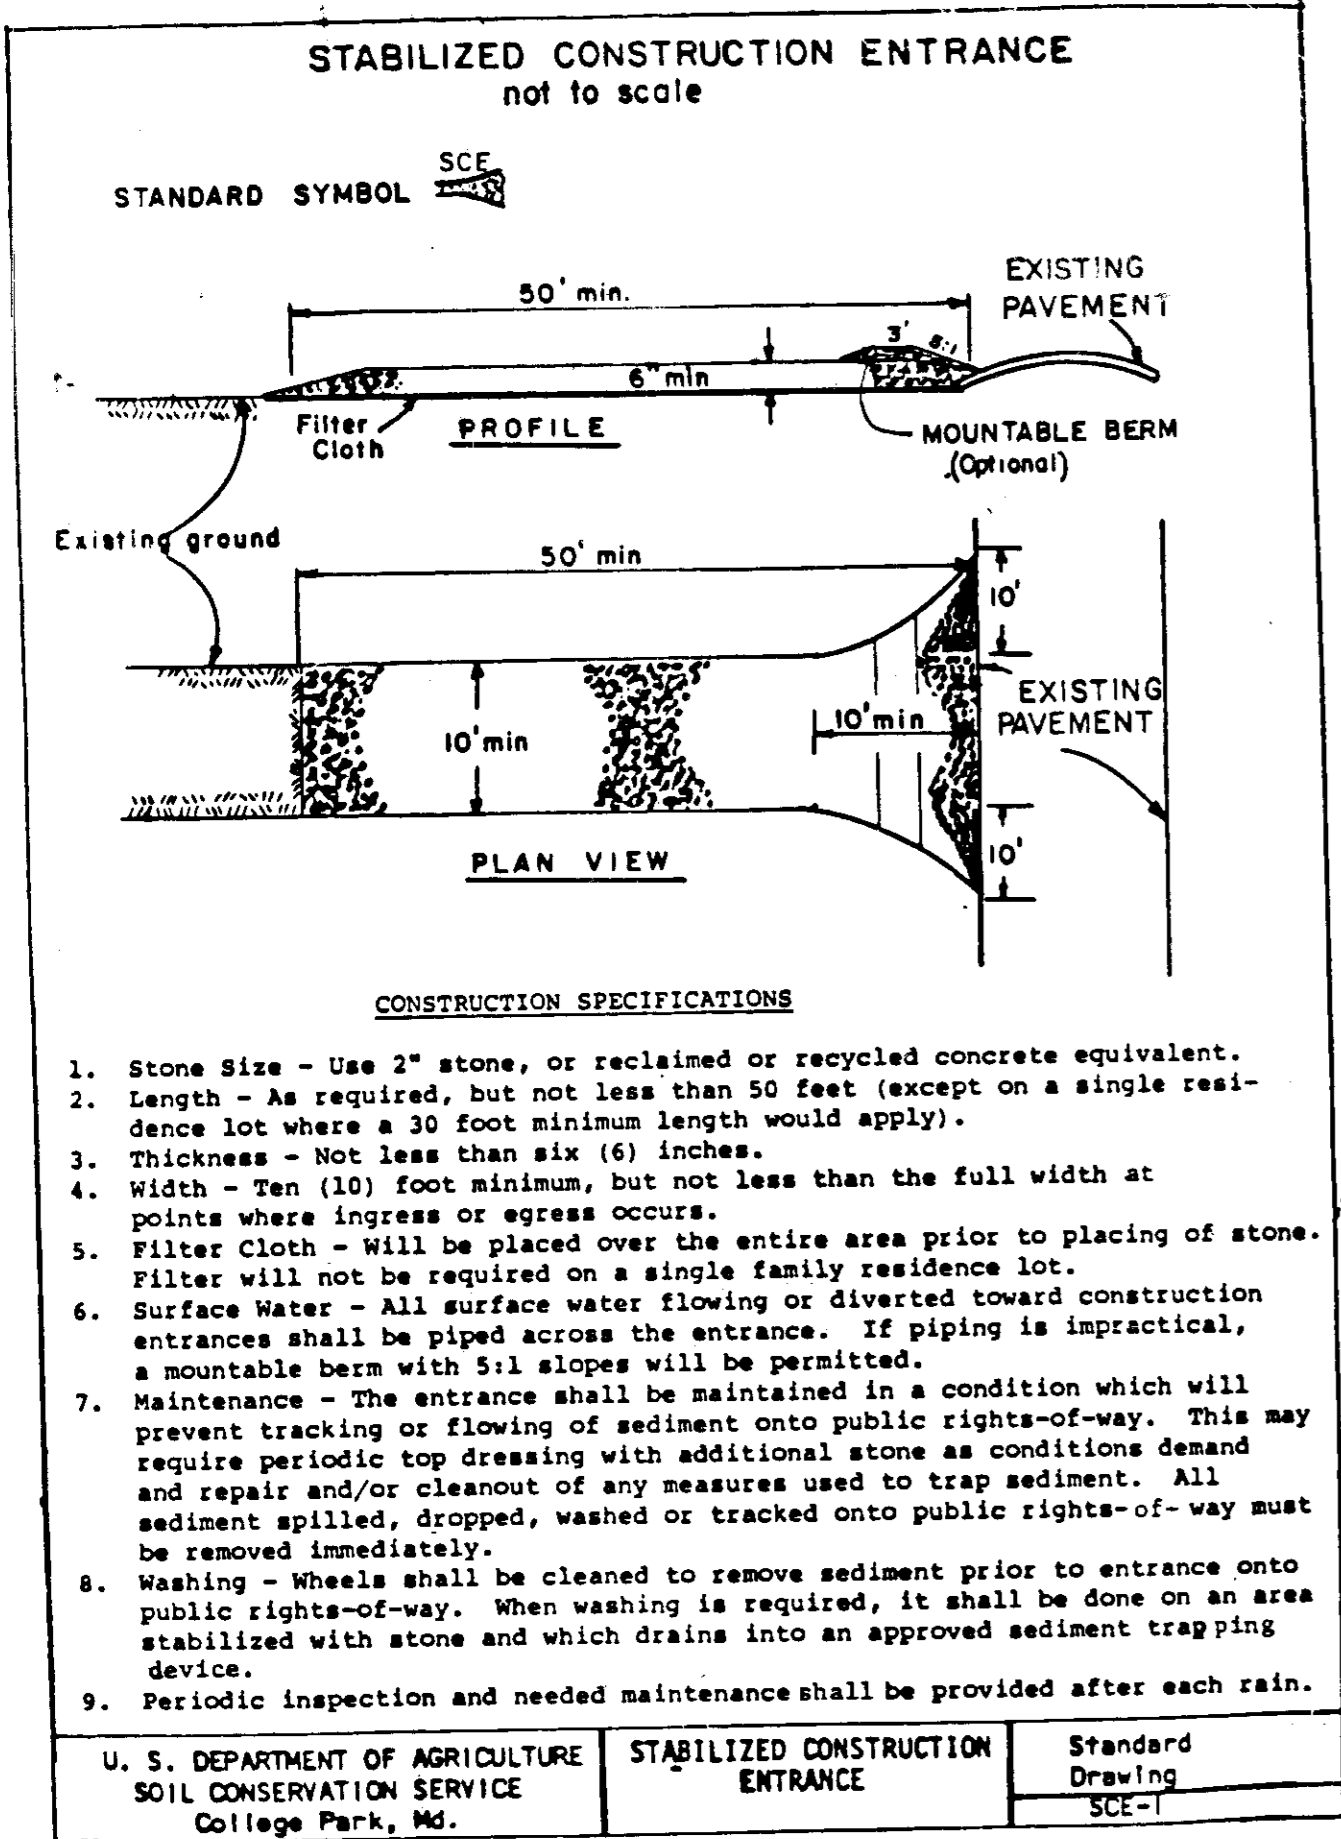 STABILIZED CONSTRUCTION ENTRANCE
not to scale
SCE
STANDARD SYMBOL
EXISTING
PAVEMENT
50' min.
3'
6" min
Filter
Cloth
PROFILE
MOUNTABLE BERM
(Optional)
Existing ground
50' min
10'
EXISTING
PAVEMENT
10' min
10' min
10'
PLAN VIEW
CONSTRUCTION SPECIFICATIONS
1. Stone Size - Use 2" stone, or reclaimed or recycled concrete equivalent.
2. Length - As required, but not less than 50 feet (except on a single resi-
dence lot where a 30 foot minimum length would apply).
3. Thickness - Not less than six (6) inches.
4. Width - Ten (10) foot minimum, but not less than the full width at
points where ingress or egress occurs.
5. Filter Cloth - Will be placed over the entire area prior to placing of stone.
Filter will not be required on a single family residence lot.
6. Surface Water - All surface water flowing or diverted toward construction
entrances shall be piped across the entrance. If piping is impractical,
a mountable berm with 5:1 slopes will be permitted.
7. Maintenance - The entrance shall be maintained in a condition which will
prevent tracking or flowing of sediment onto public rights-of-way. This may
require periodic top dressing with additional stone as conditions demand
and repair and/or cleanout of any measures used to trap sediment. All
sediment spilled, dropped, washed or tracked onto public rights-of-way must
be removed immediately.
8. Washing - Wheels shall be cleaned to remove sediment prior to entrance onto
public rights-of-way. When washing is required, it shall be done on an area
stabilized with stone and which drains into an approved sediment trapping
device.
9. Periodic inspection and needed maintenance shall be provided after each rain.
U. S. DEPARTMENT OF AGRICULTURE
SOIL CONSERVATION SERVICE
College Park, Md.
STABILIZED CONSTRUCTION
ENTRANCE
Standard
Drawing
SCE-1